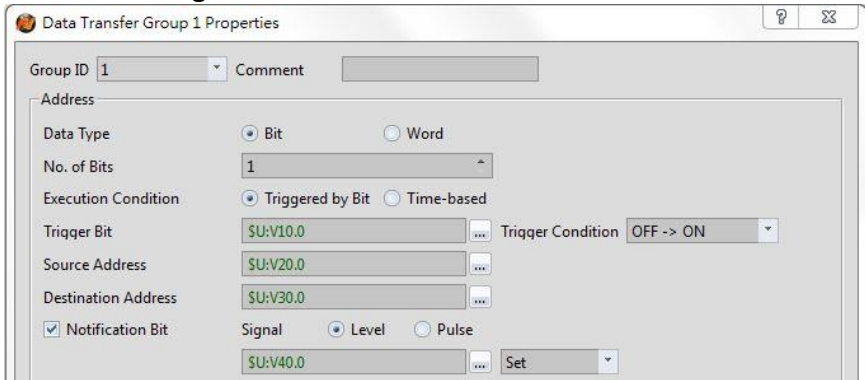 Data Transfer Group 1 Properties
Group ID 1 Comment
Address
Data Type Bit Word
No. of Bits 1
Execution Condition Triggered by Bit Time-based
Trigger Bit $U:V10.0 ... Trigger Condition OFF -> ON
Source Address $U:V20.0 ...
Destination Address $U:V30.0 ...
Notification Bit Signal Level Pulse
$U:V40.0 ... Set